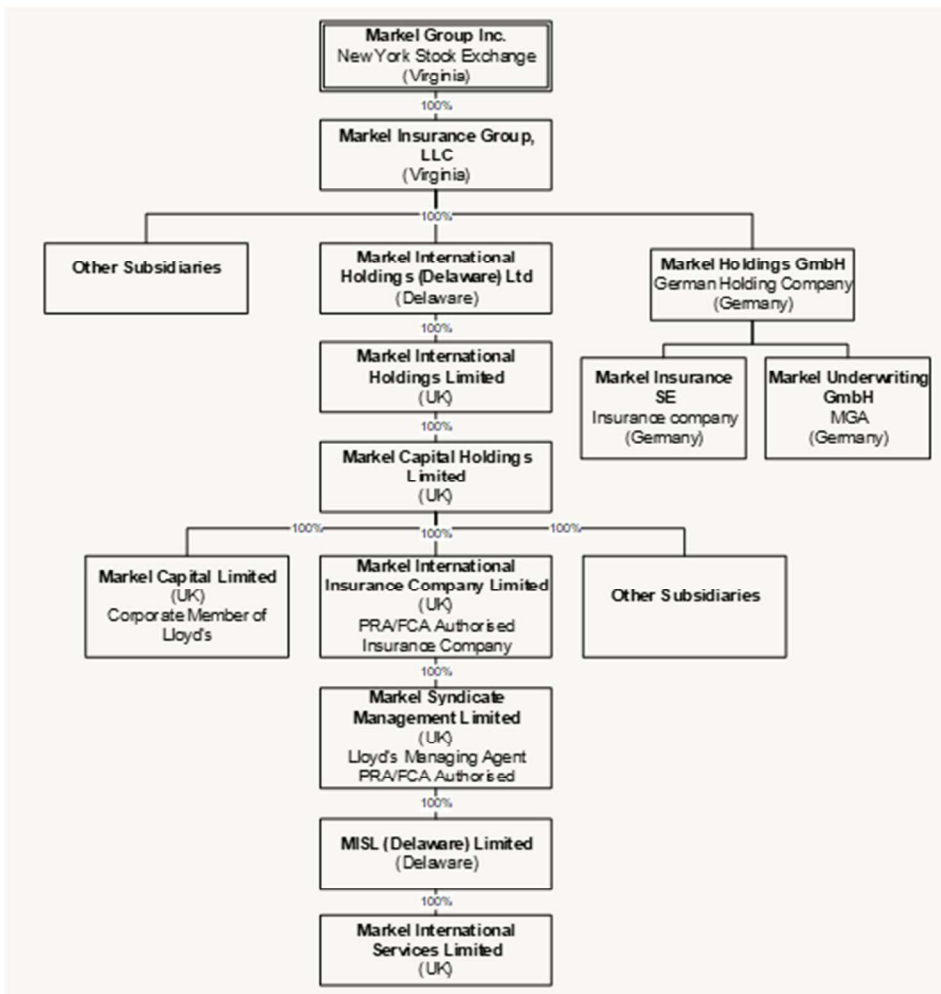 Markel Group Inc.
New York Stock Exchange
(Virginia)
100%
Markel Insurance Group,
LLC
(Virginia)
100%
Other Subsidiaries
Markel International
Holdings (Delaware) Ltd
(Delaware)
Markel Holdings GmbH
German Holding Company
(Germany)
100%
Markel International
Holdings Limited
(UK)
Markel Insurance
SE
Insurance company
(Germany)
Markel Underwriting
GmbH
MGA
(Germany)
100%
Markel Capital Holdings
Limited
(UK)
100%
100%
100%
Markel Capital Limited
(UK)
Corporate Member of
Lloyd's
Markel International
Insurance Company Limited
(UK)
PRA/FCA Authorised
Insurance Company
Other Subsidiaries
100%
Markel Syndicate
Management Limited
(UK)
Lloyd's Managing Agent
PRA/FCA Authorised
100%
MISL (Delaware) Limited
(Delaware)
100%
Markel International
Services Limited
(UK)